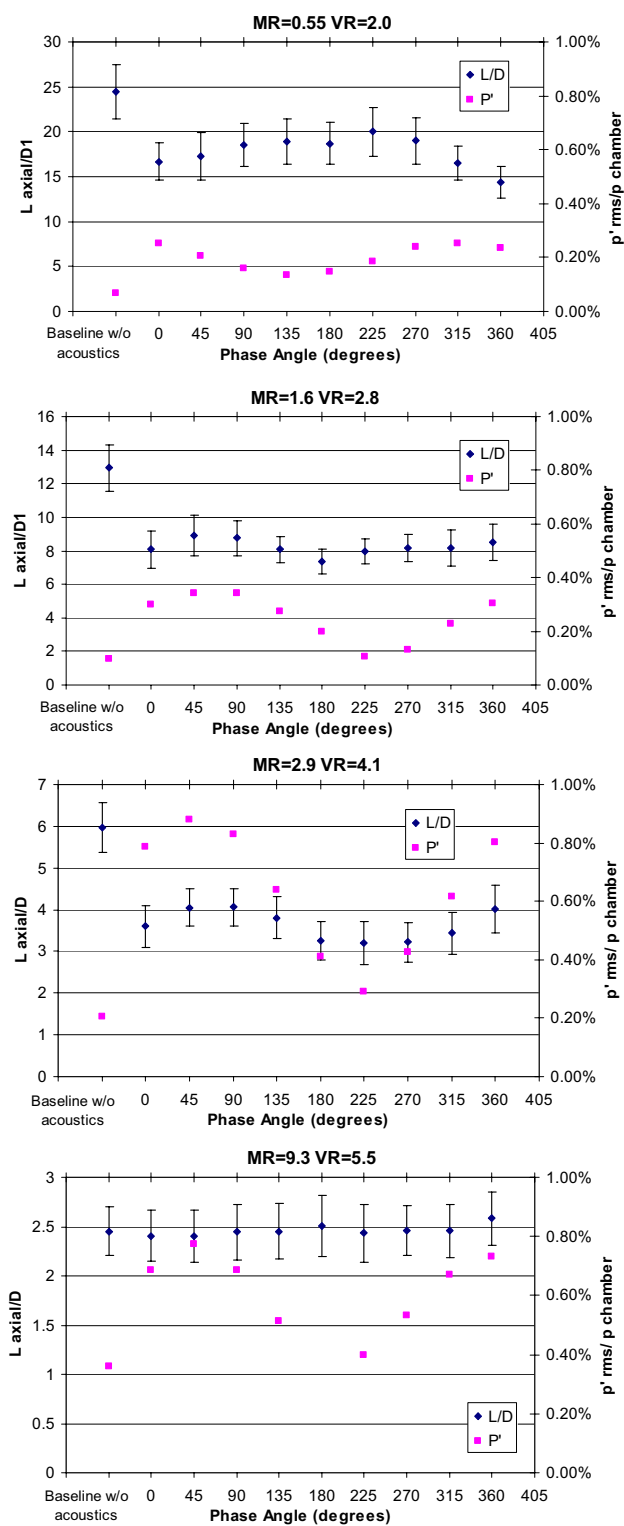 MR=0.55 VR=2.0
30
25
20
15
10
5
0
L axial/D1
1.00%
0.80%
0.60%
0.40%
0.20%
0.00%
p' rms/p chamber
L/D
P'
Baseline w/o
acoustics
0 45 90 135 180 225 270 315 360 405
Phase Angle (degrees)
MR=1.6 VR=2.8
16
14
12
10
8
6
4
2
0
L axial/D1
1.00%
0.80%
0.60%
0.40%
0.20%
0.00%
p' rms/p chamber
L/D
P'
Baseline w/o
acoustics
0 45 90 135 180 225 270 315 360 405
Phase Angle (degrees)
MR=2.9 VR=4.1
7
6
5
4
3
2
1
0
L axial/D
1.00%
0.80%
0.60%
0.40%
0.20%
0.00%
p' rms/ p chamber
L/D
P'
Baseline w/o
acoustics
0 45 90 135 180 225 270 315 360 405
Phase Angle (degrees)
MR=9.3 VR=5.5
3
2.5
2
1.5
1
0.5
0
L axial/D
1.00%
0.80%
0.60%
0.40%
0.20%
0.00%
p' rms/ p chamber
L/D
P'
Baseline w/o
acoustics
0 45 90 135 180 225 270 315 360 405
Phase Angle (degrees)